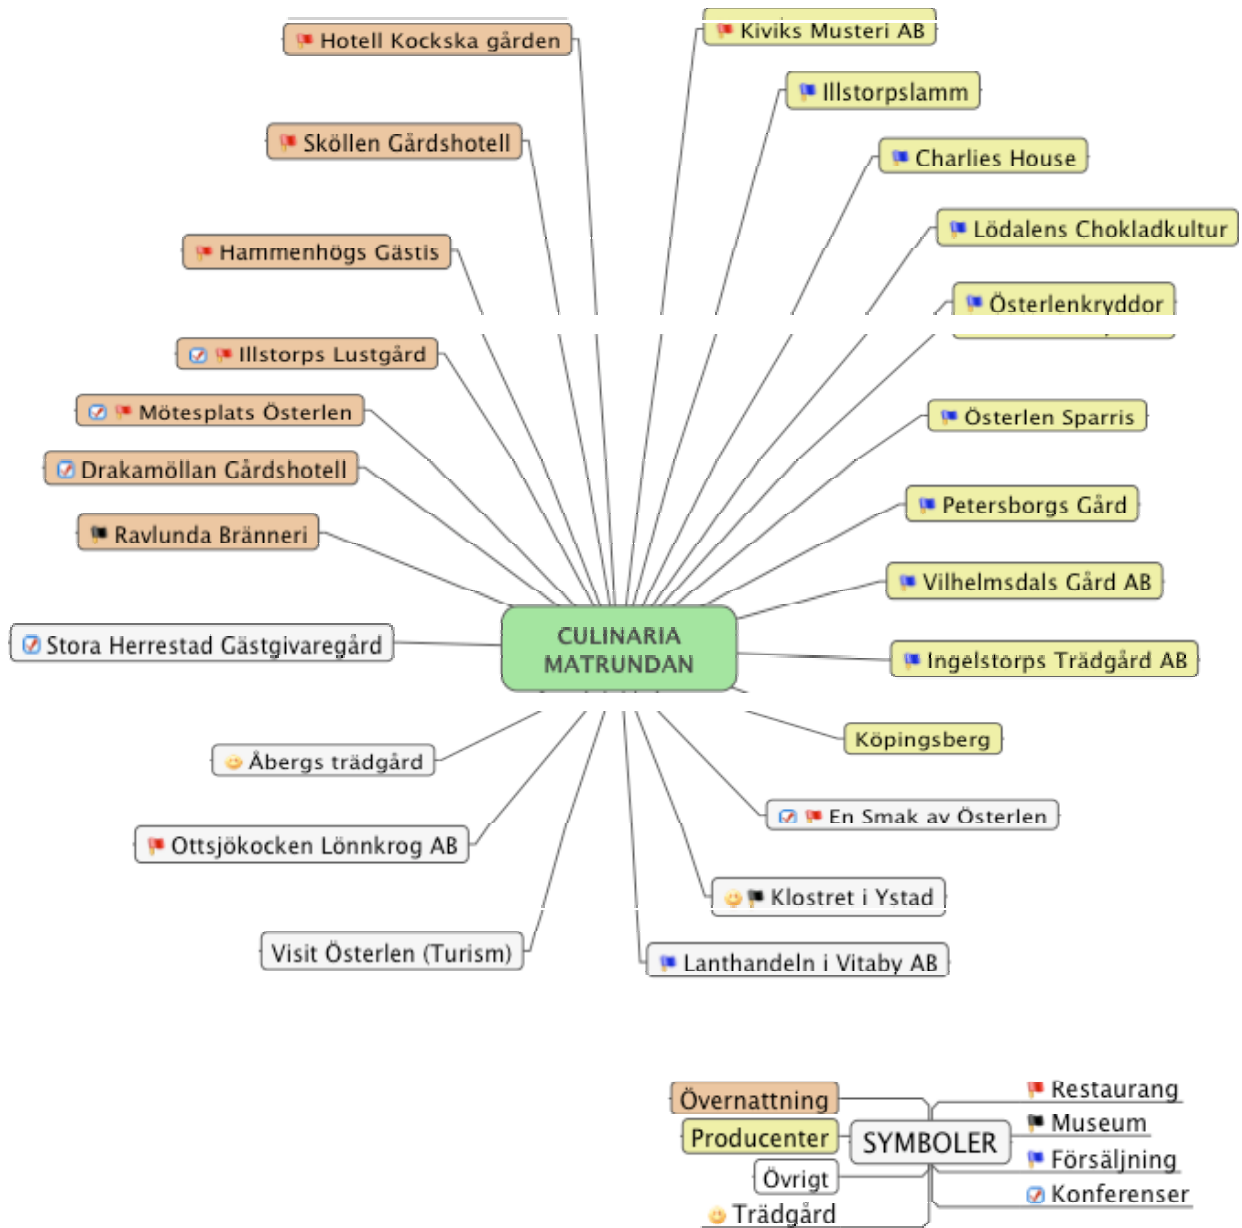 Hotell Kockska gården
Sköllen Gårdshotell
Hammenhögs Gästis
Illstorps Lustgård
Mötesplats Österlen
Drakamöllan Gårdshotell
Ravlunda Bränneri
Stora Herrestad Gästgivaregård
Åbergs trädgård
Ottsjökocken Lönnkrog AB
Visit Österlen (Turism)
CULINARIA
MATRUNDAN
Kiviks Musteri AB
Illstorpslamm
Charlies House
Lödalens Chokladkultur
Österlenkryddor
Österlen Sparris
Petersborgs Gård
Vilhelmsdals Gård AB
Ingelstorps Trädgård AB
Köpingsberg
En Smak av Österlen
Klostret i Ystad
Lanthandeln i Vitaby AB
Övernattning
Producenter
Övrigt
Trädgård
SYMBOLER
Restaurang
Museum
Försäljning
Konferenser